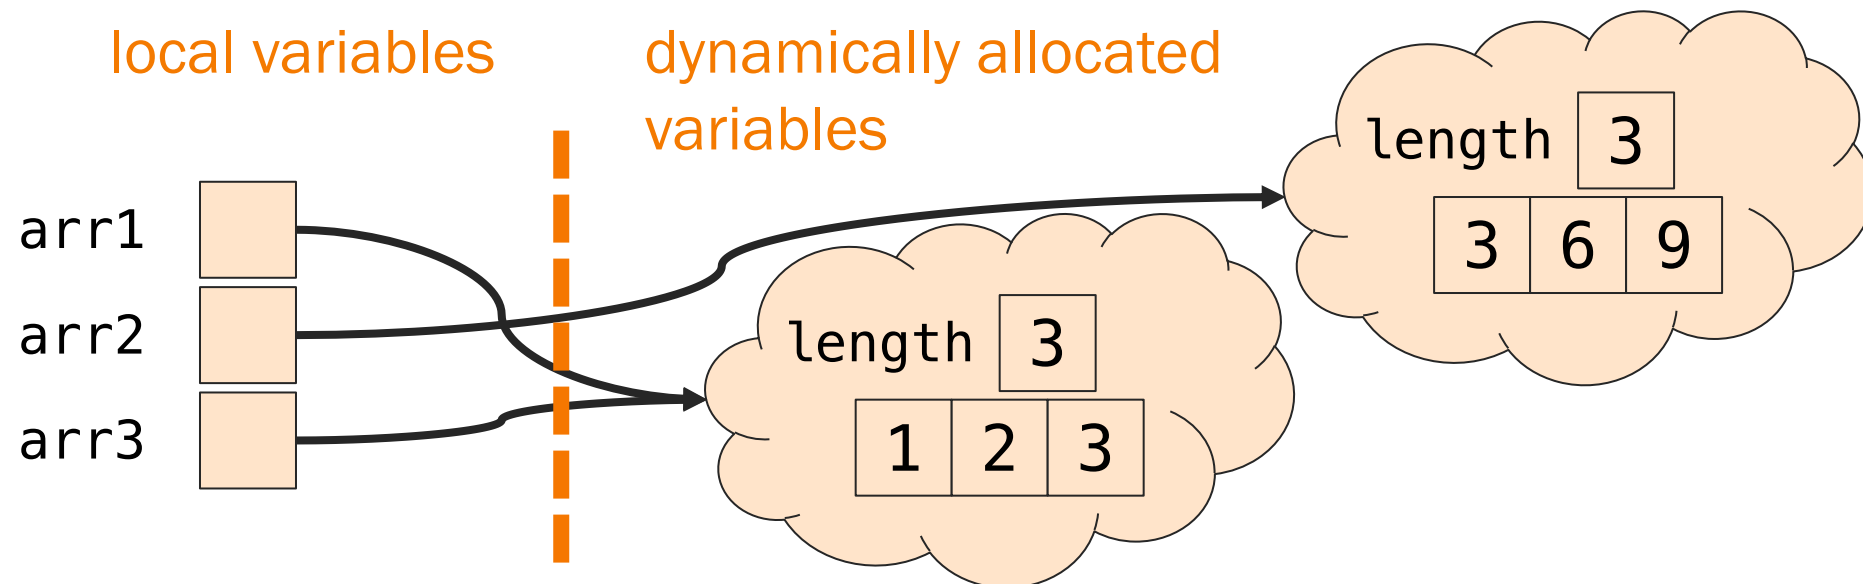 local variables
dynamically allocated
variables
length 3
3 6 9
arr1
arr2
arr3
length 3
1 2 3